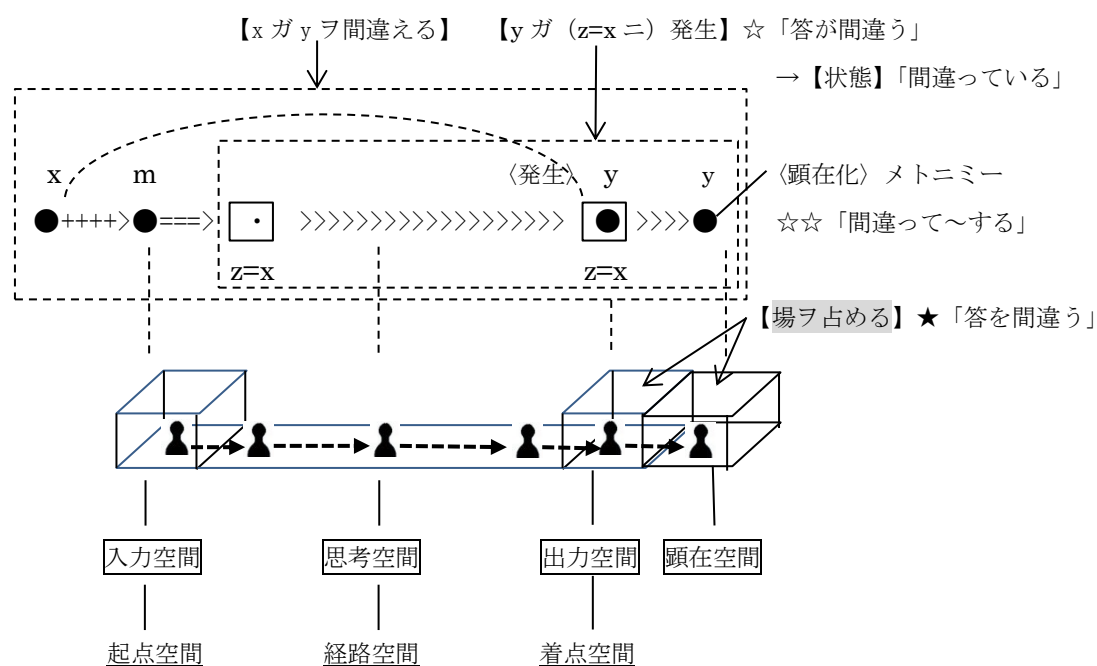 【x ガ y ヲ間違える】 【y ガ（z=x ニ）発生】☆「答が間違う」
→【状態】「間違っている」
x m 〈発生〉 y y 〈顕在化〉メトニミー
++++> ===> >>>>>>>>>>>>>>>>>> >>>> ☆☆「間違って～する」
z=x z=x
【場ヲ占める】★「答を間違う」
入力空間 思考空間 出力空間 顕在空間
起点空間 経路空間 着点空間